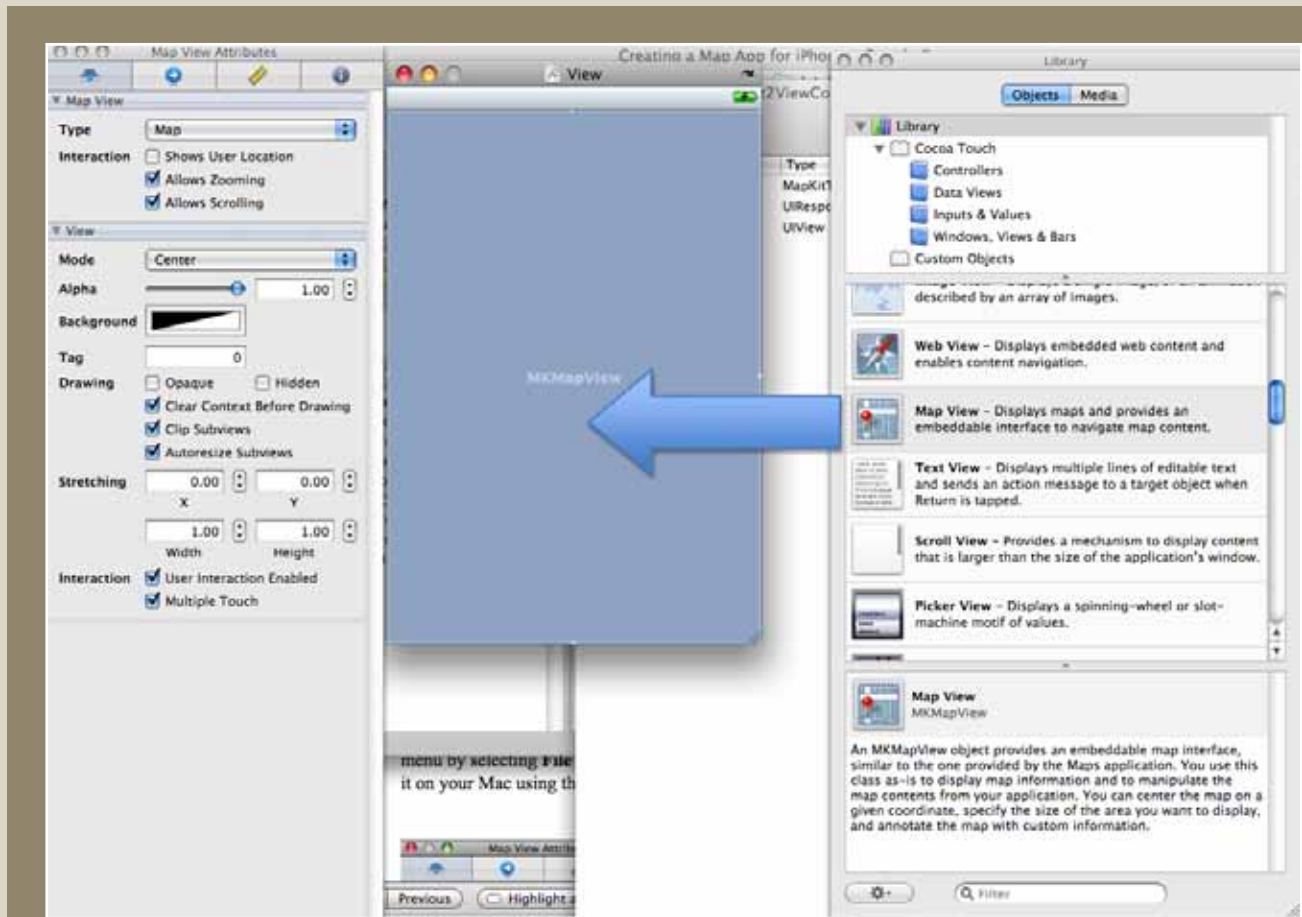 Map View Attributes
Map View
Type Map
Interaction Shows User Location
Allows Zooming
Allows Scrolling
View
Mode Center
Alpha 1.00
Background
Tag 0
Drawing Opaque Hidden
Clear Context Before Drawing
Clip Subviews
Autoresize Subviews
Stretching 0.00 0.00
X Y
1.00 1.00
Width Height
Interaction User Interaction Enabled
Multiple Touch
Creating a Map App for iPho
View
2ViewCo
Type
MapKitT
UIRespo
UIView
MKMapView
menu by selecting File
it on your Mac using th
Map View Attrib
Previous Highlight a
Library
Objects Media
Library
Cocoa Touch
Controllers
Data Views
Inputs & Values
Windows, Views & Bars
Custom Objects
described by an array of images.
Web View – Displays embedded web content and
enables content navigation.
Map View – Displays maps and provides an
embeddable interface to navigate map content.
Text View – Displays multiple lines of editable text
and sends an action message to a target object when
Return is tapped.
Scroll View – Provides a mechanism to display content
that is larger than the size of the application's window.
Picker View – Displays a spinning-wheel or slot-
machine motif of values.
Map View
MKMapView
An MKMapView object provides an embeddable map interface,
similar to the one provided by the Maps application. You use this
class as-is to display map information and to manipulate the
map contents from your application. You can center the map on a
given coordinate, specify the size of the area you want to display,
and annotate the map with custom information.
Filter